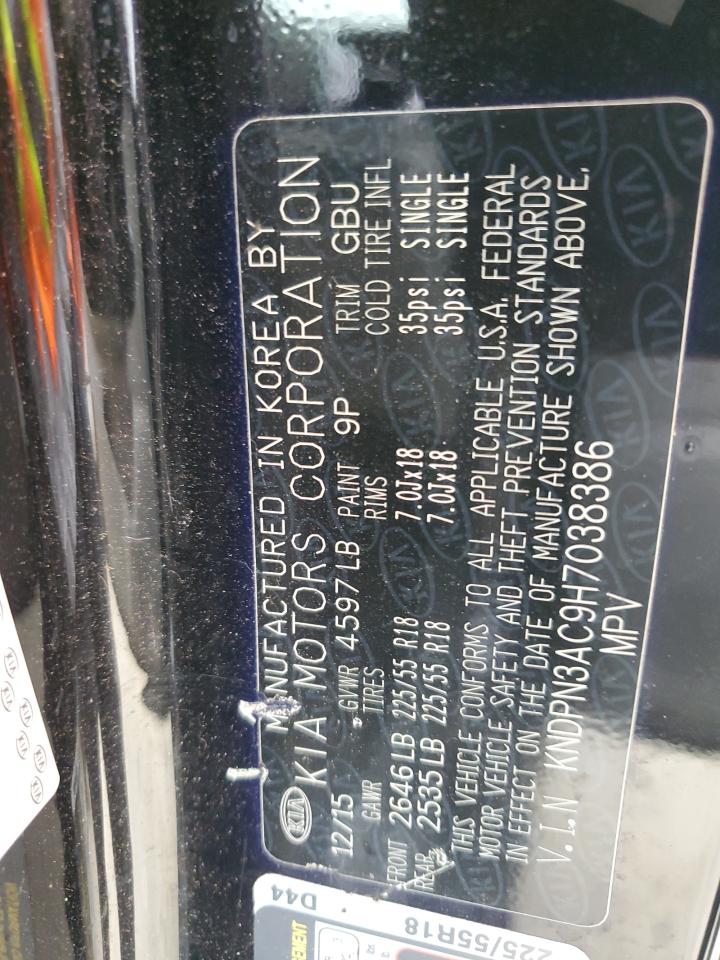 MANUFACTURED IN KOREA BY
KIA KIA MOTORS CORPORATION
12/15 GVWR 4597 LB PAINT 9P TRIM GBU
GAWR TIRES RIMS COLD TIRE INFL
FRONT 2646 LB 225/55 R18 7.0Jx18 35psi SINGLE
REAR 2535 LB 225/55 R18 7.0Jx18 35psi SINGLE
THIS VEHICLE CONFORMS TO ALL APPLICABLE U.S.A. FEDERAL
MOTOR VEHICLE SAFETY AND THEFT PREVENTION STANDARDS
IN EFFECT ON THE DATE OF MANUFACTURE SHOWN ABOVE.
V.I.N KNDPN3AC9H7038386
MPV
D44
225/55R18